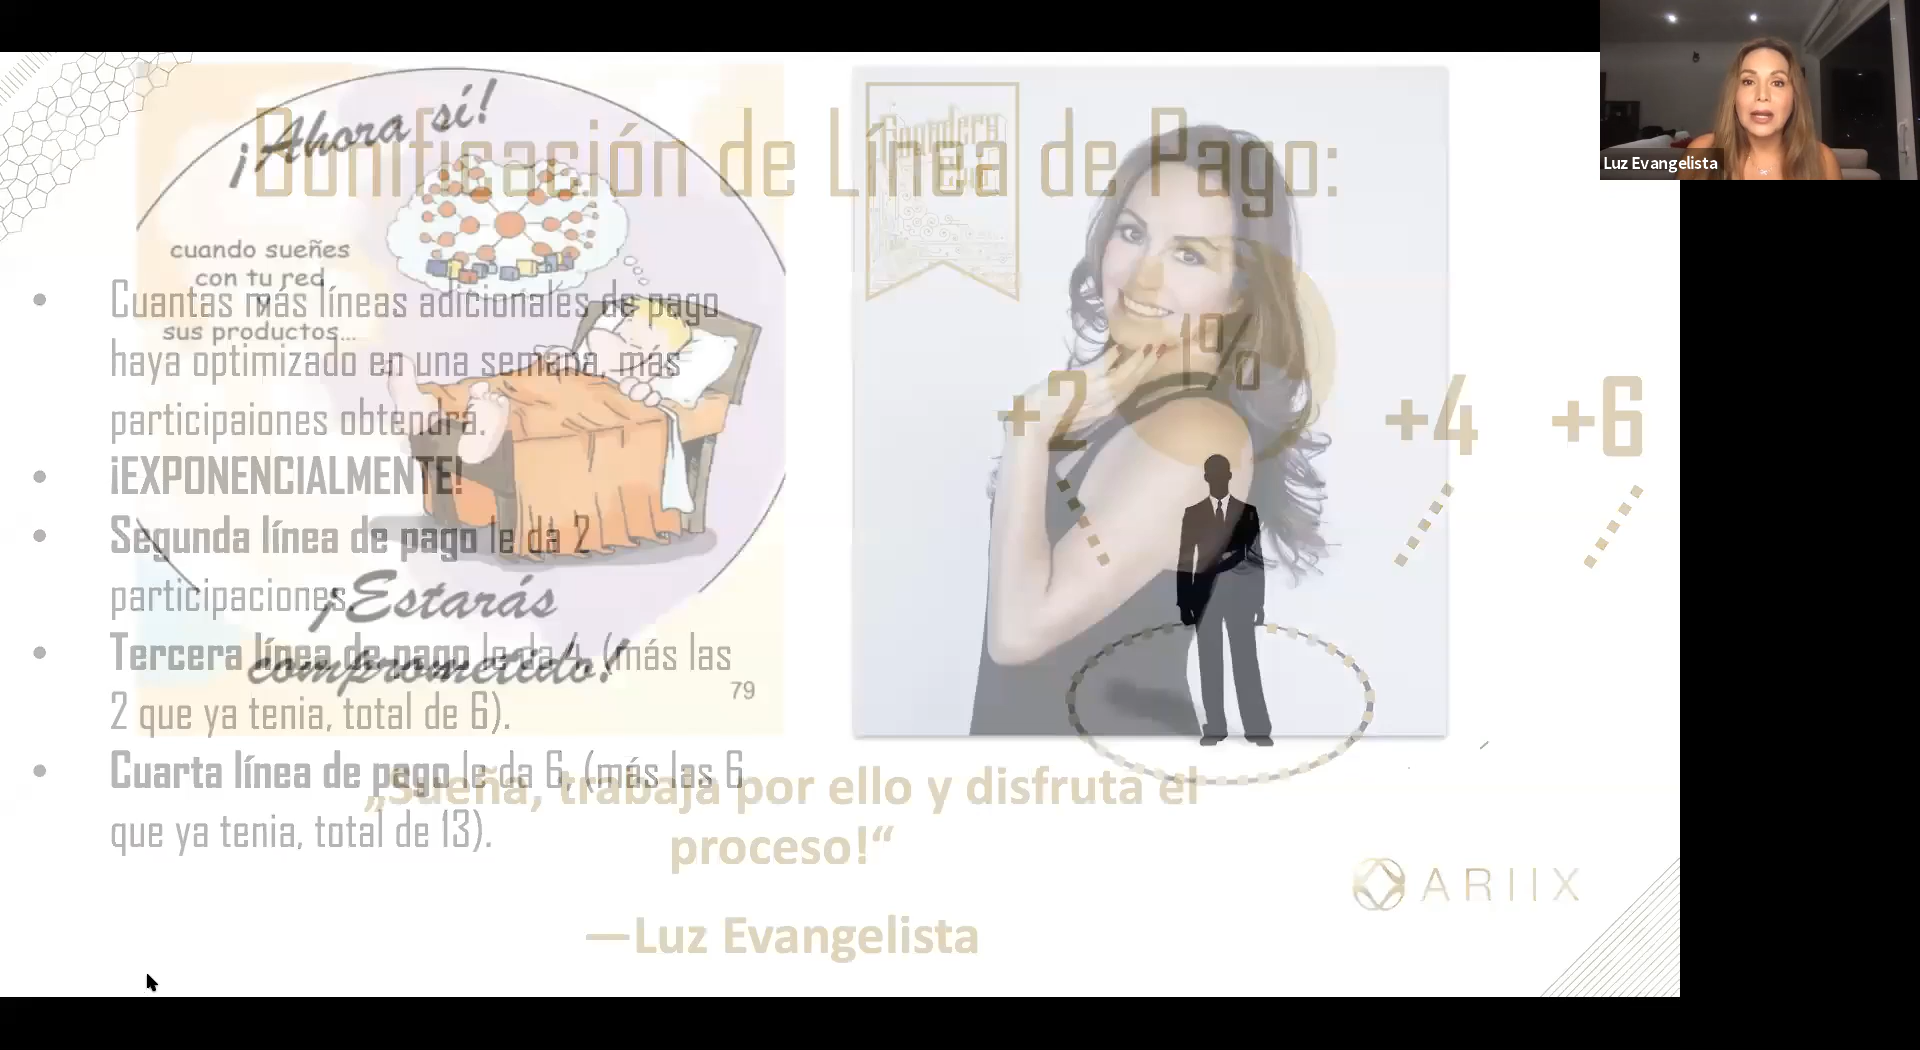 Bonificación de Línea de Pago:
¡Ahora sí!
cuando sueñes
con tu red
y
sus productos...
¡Estarás
comprometido!
79
Cuantas más líneas adicionales de pago
haya optimizado en una semana, más
participaiones obtendrá.
¡EXPONENCIALMENTE!
Segunda línea de pago le da 2
participaciones.
Tercera línea de pago le da 4, (más las
2 que ya tenia, total de 6).
Cuarta línea de pago le da 6, (más las 6
que ya tenia, total de 13).
Founders
Club
1%
+2
+4
+6
„Sueña, trabaja por ello y disfruta el
proceso!“
—Luz Evangelista
ARIIX
Luz Evangelista